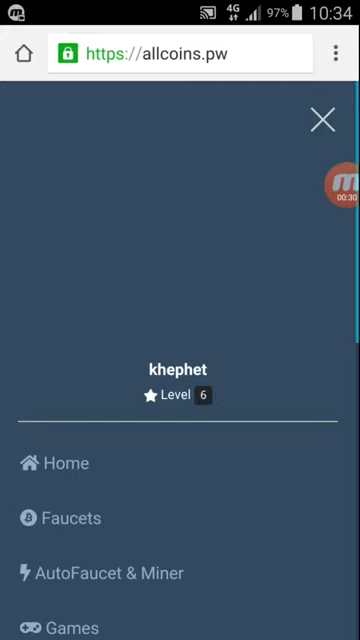 4G 97% 10:34
https://allcoins.pw
00:30
khephet
Level 6
Home
Faucets
AutoFaucet & Miner
Games